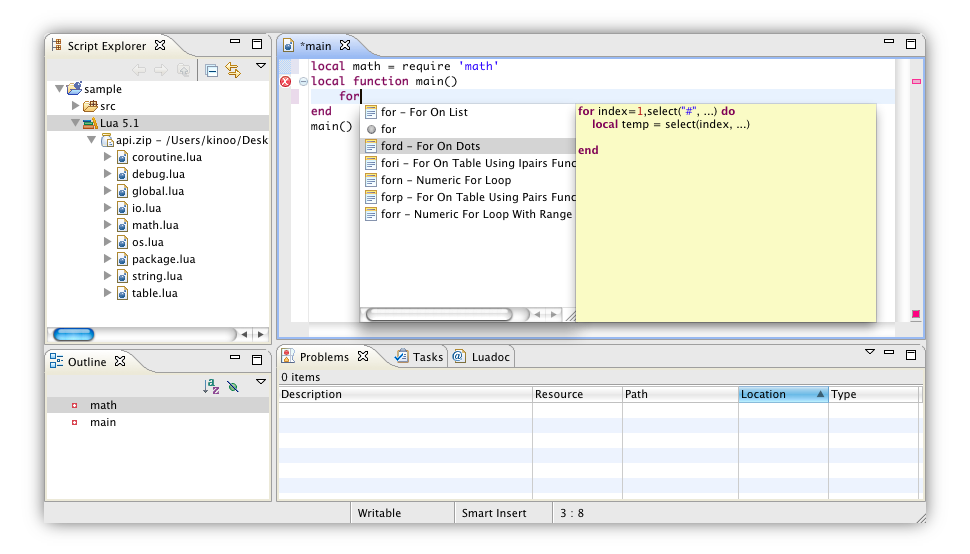 Script Explorer
sample
src
Lua 5.1
api.zip – /Users/kinoo/Desk
coroutine.lua
debug.lua
global.lua
io.lua
math.lua
os.lua
package.lua
string.lua
table.lua
*main
local math = require 'math'
local function main()
for
end
main()
for – For On List
for
ford – For On Dots
fori – For On Table Using Ipairs Func
forn – Numeric For Loop
forp – For On Table Using Pairs Func
forr – Numeric For Loop With Range
for index=1,select("#", ...) do
local temp = select(index, ...)
end
Outline
math
main
Problems
Tasks
@ Luadoc
0 items
Description Resource Path Location Type
Writable Smart Insert 3 : 8